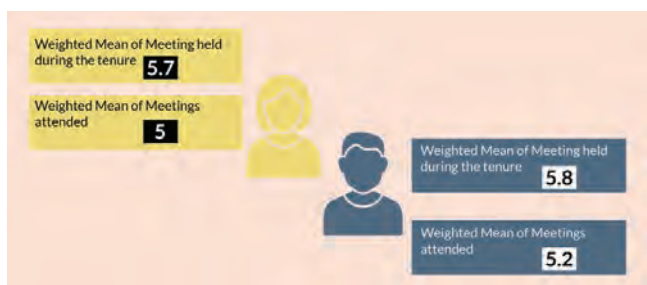 Weighted Mean of Meeting held
during the tenure 5.7
Weighted Mean of Meetings
attended 5
Weighted Mean of Meeting held
during the tenure 5.8
Weighted Mean of Meetings
attended 5.2